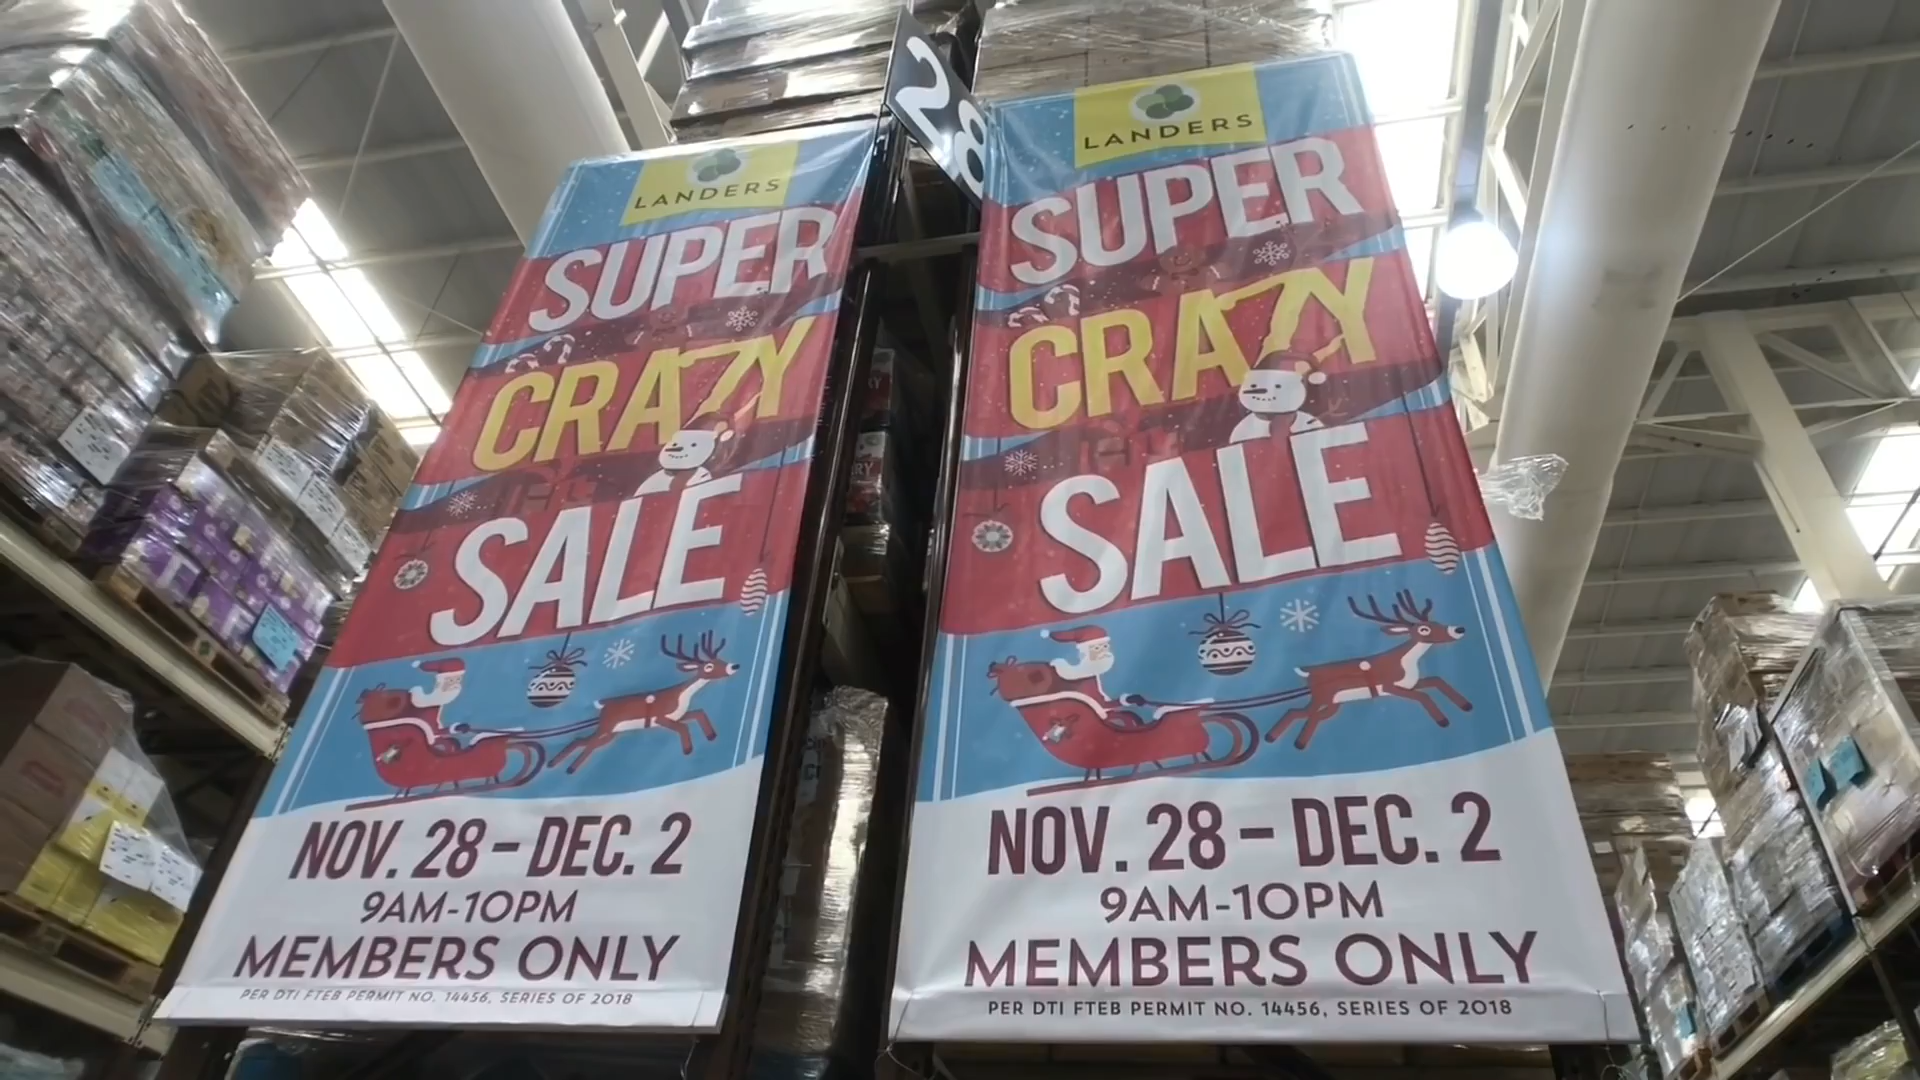 28
LANDERS
SUPER
CRAZY
SALE
NOV. 28 - DEC. 2
9AM-10PM
MEMBERS ONLY
PER DTI FTEB PERMIT NO. 14456, SERIES OF 2018
LANDERS
SUPER
CRAZY
SALE
NOV. 28 - DEC. 2
9AM-10PM
MEMBERS ONLY
PER DTI FTEB PERMIT NO. 14456, SERIES OF 2018